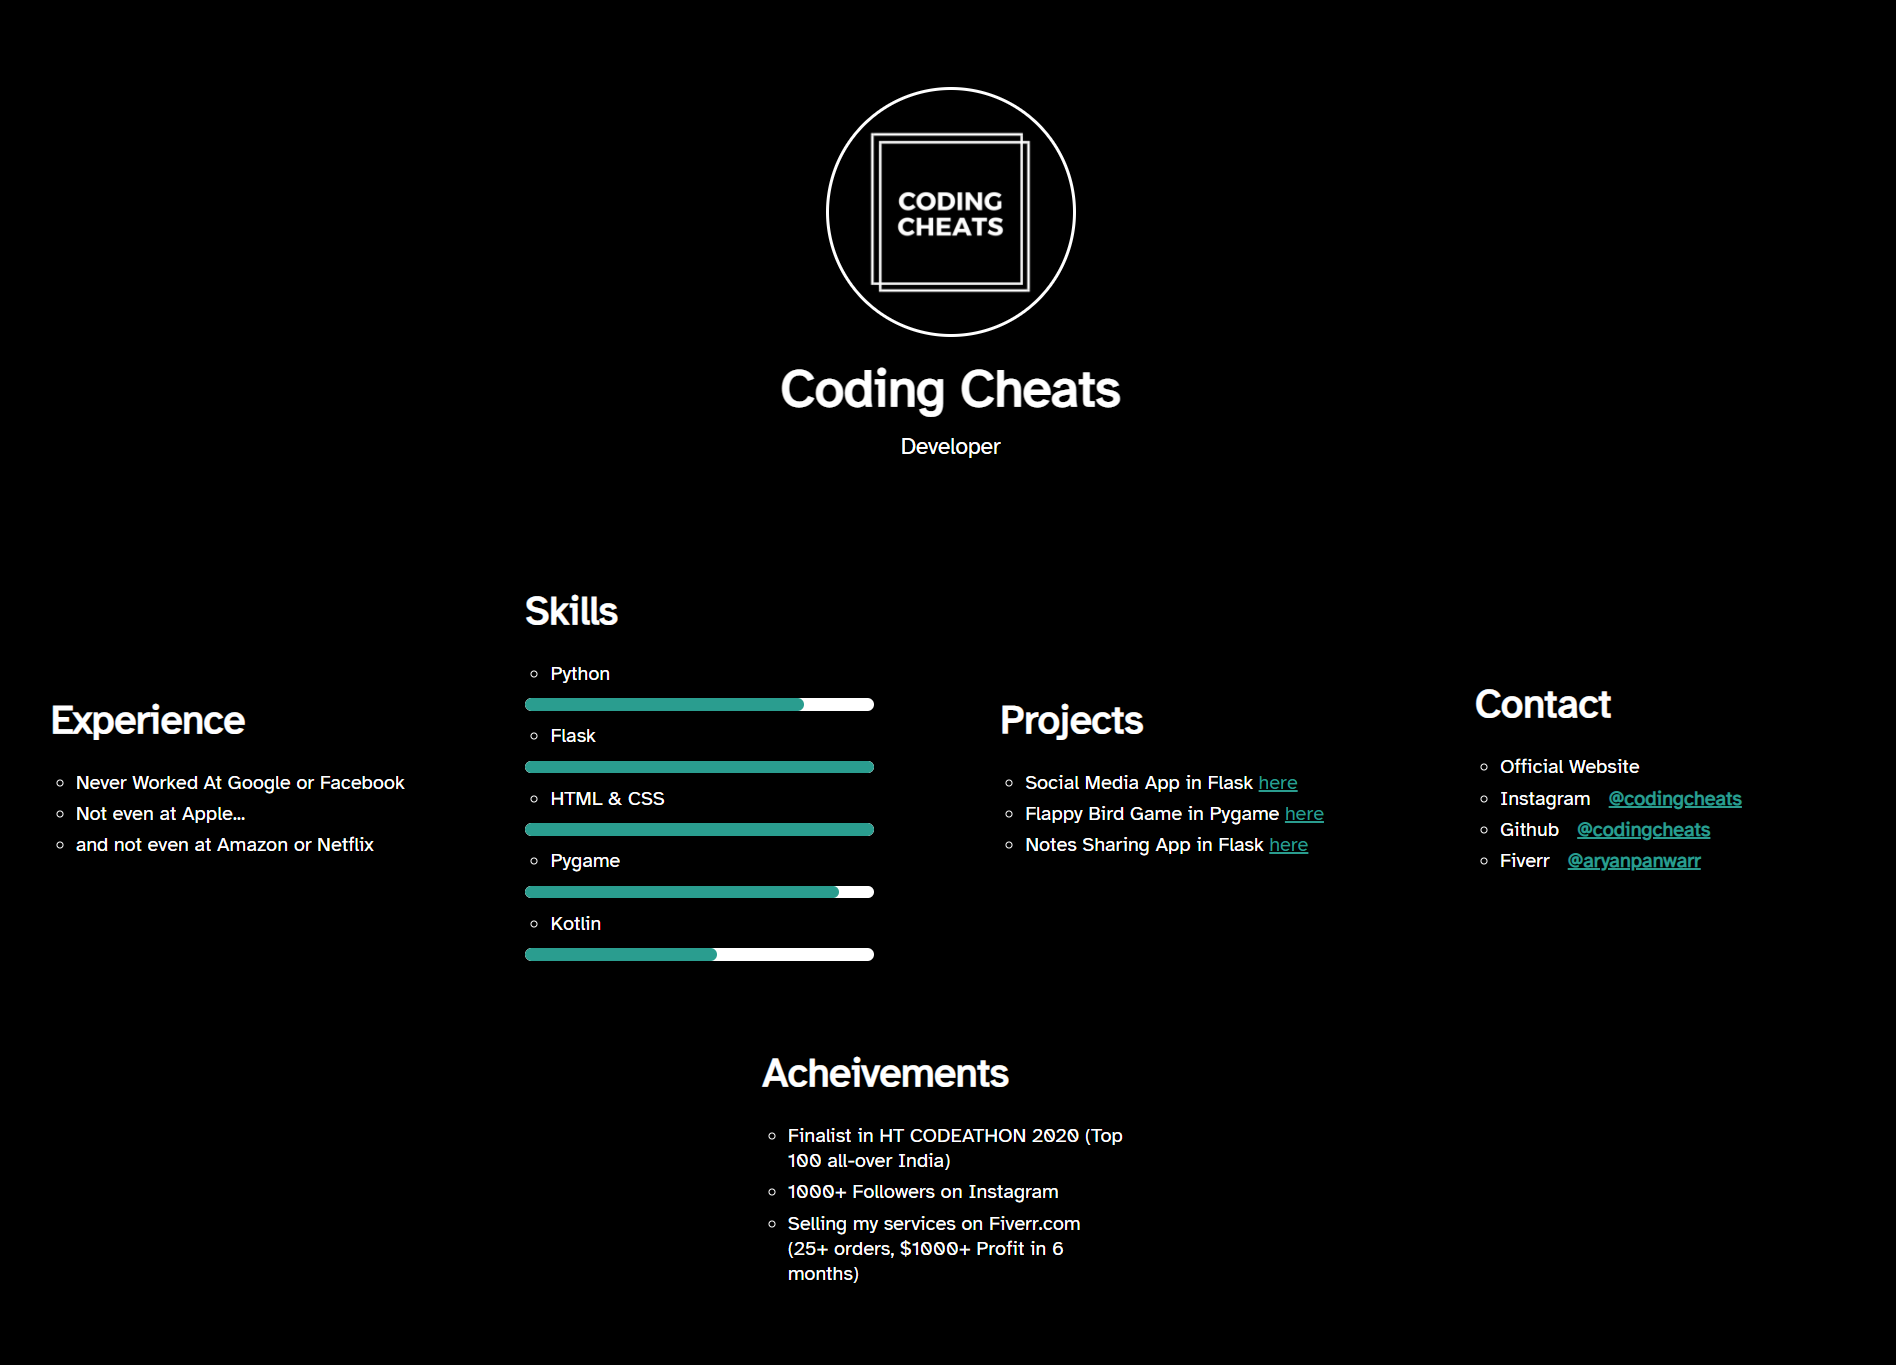 CODING
CHEATS
Coding Cheats
Developer
Experience
Never Worked At Google or Facebook
Not even at Apple...
and not even at Amazon or Netflix
Skills
Python
Flask
HTML & CSS
Pygame
Kotlin
Projects
Social Media App in Flask here
Flappy Bird Game in Pygame here
Notes Sharing App in Flask here
Contact
Official Website
Instagram @codingcheats
Github @codingcheats
Fiverr @aryanpanwarr
Acheivements
Finalist in HT CODEATHON 2020 (Top
100 all-over India)
1000+ Followers on Instagram
Selling my services on Fiverr.com
(25+ orders, $1000+ Profit in 6
months)